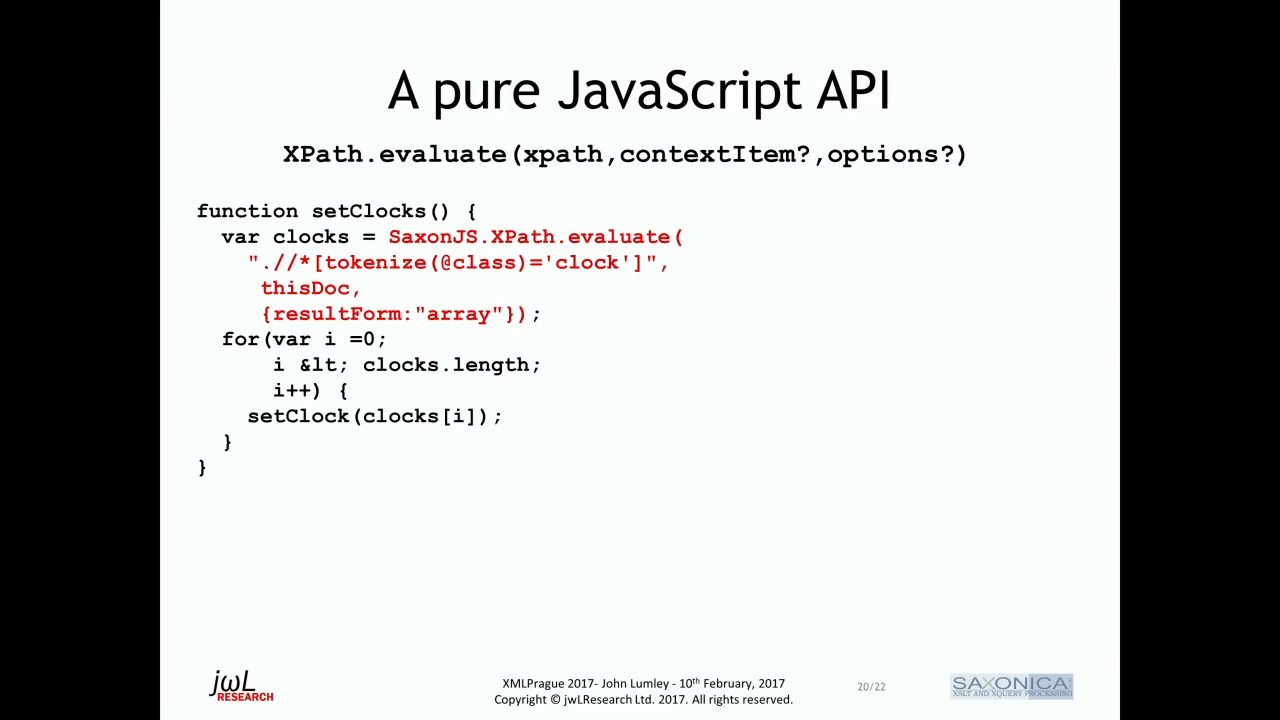 A pure JavaScript API
XPath.evaluate(xpath,contextItem?,options?)
function setClocks() {
  var clocks = SaxonJS.XPath.evaluate(
    ".//*[tokenize(@class)='clock']",
     thisDoc,
     {resultForm:"array"});
  for(var i =0;
      i &lt; clocks.length;
      i++) {
    setClock(clocks[i]);
  }
}
jωL
RESEARCH
XMLPrague 2017- John Lumley - 10th February, 2017
Copyright © jwLResearch Ltd. 2017. All rights reserved.
20/22
SAXONICA
XSLT AND XQUERY PROCESSING